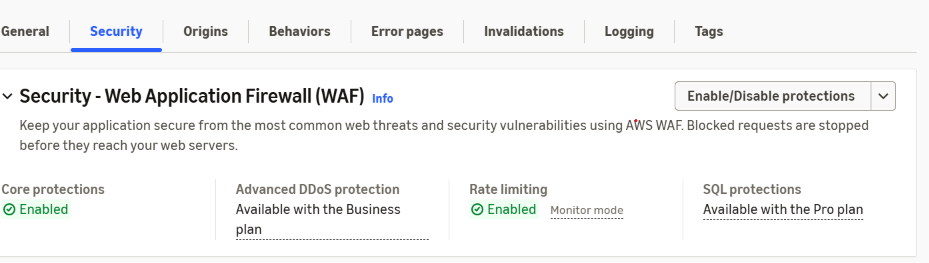 General Security Origins Behaviors Error pages Invalidations Logging Tags
Security - Web Application Firewall (WAF) Info Enable/Disable protections
Keep your application secure from the most common web threats and security vulnerabilities using AWS WAF. Blocked requests are stopped
before they reach your web servers.
Core protections
Enabled
Advanced DDoS protection
Available with the Business
plan
Rate limiting
Enabled Monitor mode
SQL protections
Available with the Pro plan